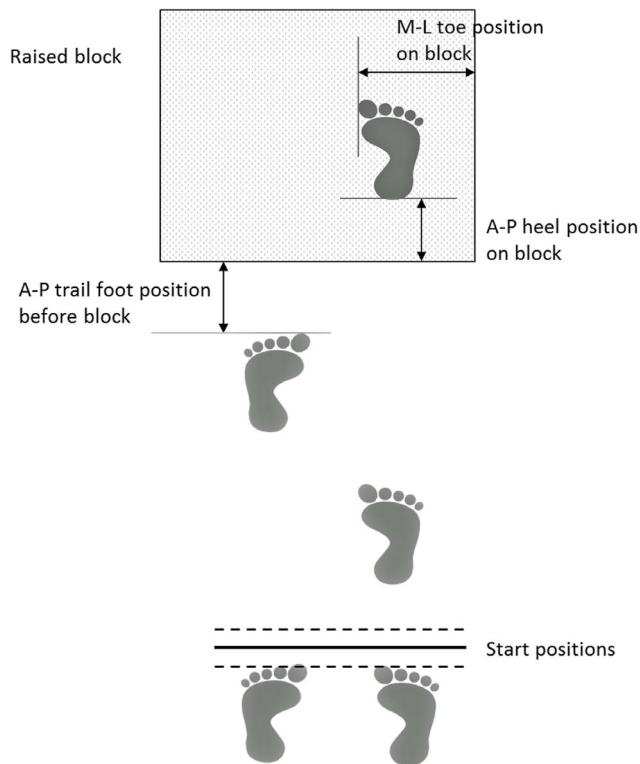 M-L toe position
on block
Raised block
A-P heel position
on block
A-P trail foot position
before block
Start positions